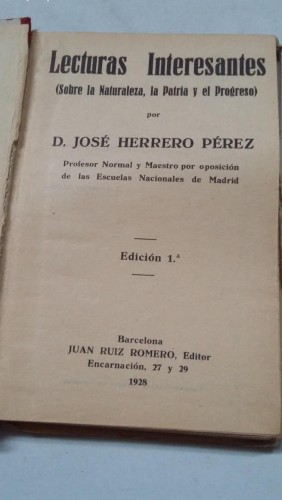 Lecturas Interesantes
(Sobre la Naturaleza, la Patria y el Progreso)
por
D. JOSÉ HERRERO PÉREZ
Profesor Normal y Maestro por oposición
de las Escuelas Nacionales de Madrid
Edición 1.ª
Barcelona
JUAN RUIZ ROMERO, Editor
Encarnación, 27 y 29
1928